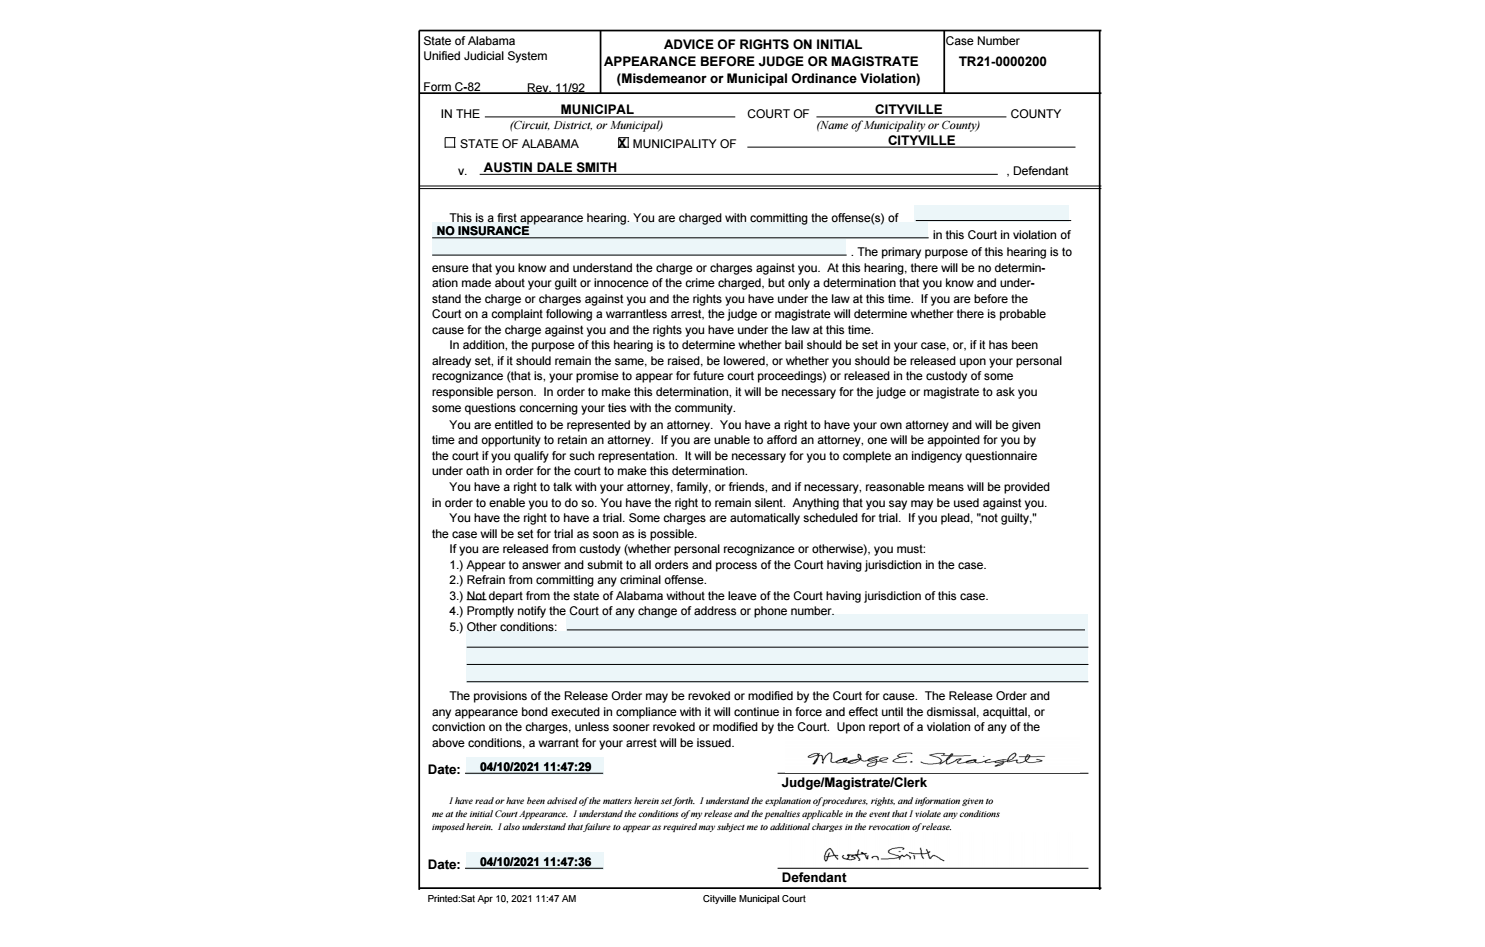 State of Alabama
Unified Judicial System
Form C-82 Rev. 11/92
ADVICE OF RIGHTS ON INITIAL
APPEARANCE BEFORE JUDGE OR MAGISTRATE
(Misdemeanor or Municipal Ordinance Violation)
Case Number
TR21-0000200
IN THE MUNICIPAL COURT OF CITYVILLE COUNTY
(Circuit, District, or Municipal) (Name of Municipality or County)
☐ STATE OF ALABAMA ☒ MUNICIPALITY OF CITYVILLE
v. AUSTIN DALE SMITH , Defendant
This is a first appearance hearing. You are charged with committing the offense(s) of
NO INSURANCE in this Court in violation of
. The primary purpose of this hearing is to
ensure that you know and understand the charge or charges against you. At this hearing, there will be no determin-
ation made about your guilt or innocence of the crime charged, but only a determination that you know and under-
stand the charge or charges against you and the rights you have under the law at this time. If you are before the
Court on a complaint following a warrantless arrest, the judge or magistrate will determine whether there is probable
cause for the charge against you and the rights you have under the law at this time.
In addition, the purpose of this hearing is to determine whether bail should be set in your case, or, if it has been
already set, if it should remain the same, be raised, be lowered, or whether you should be released upon your personal
recognizance (that is, your promise to appear for future court proceedings) or released in the custody of some
responsible person. In order to make this determination, it will be necessary for the judge or magistrate to ask you
some questions concerning your ties with the community.
You are entitled to be represented by an attorney. You have a right to have your own attorney and will be given
time and opportunity to retain an attorney. If you are unable to afford an attorney, one will be appointed for you by
the court if you qualify for such representation. It will be necessary for you to complete an indigency questionnaire
under oath in order for the court to make this determination.
You have a right to talk with your attorney, family, or friends, and if necessary, reasonable means will be provided
in order to enable you to do so. You have the right to remain silent. Anything that you say may be used against you.
You have the right to have a trial. Some charges are automatically scheduled for trial. If you plead, "not guilty,"
the case will be set for trial as soon as is possible.
If you are released from custody (whether personal recognizance or otherwise), you must:
1.) Appear to answer and submit to all orders and process of the Court having jurisdiction in the case.
2.) Refrain from committing any criminal offense.
3.) Not depart from the state of Alabama without the leave of the Court having jurisdiction of this case.
4.) Promptly notify the Court of any change of address or phone number.
5.) Other conditions:
The provisions of the Release Order may be revoked or modified by the Court for cause. The Release Order and
any appearance bond executed in compliance with it will continue in force and effect until the dismissal, acquittal, or
conviction on the charges, unless sooner revoked or modified by the Court. Upon report of a violation of any of the
above conditions, a warrant for your arrest will be issued.
Madge E. Straight
Date: 04/10/2021 11:47:29
Judge/Magistrate/Clerk
I have read or have been advised of the matters herein set forth. I understand the explanation of procedures, rights, and information given to
me at the initial Court Appearance. I understand the conditions of my release and the penalties applicable in the event that I violate any conditions
imposed herein. I also understand that failure to appear as required may subject me to additional charges in the revocation of release.
Austin Smith
Date: 04/10/2021 11:47:36
Defendant
Printed:Sat Apr 10, 2021 11:47 AM Cityville Municipal Court